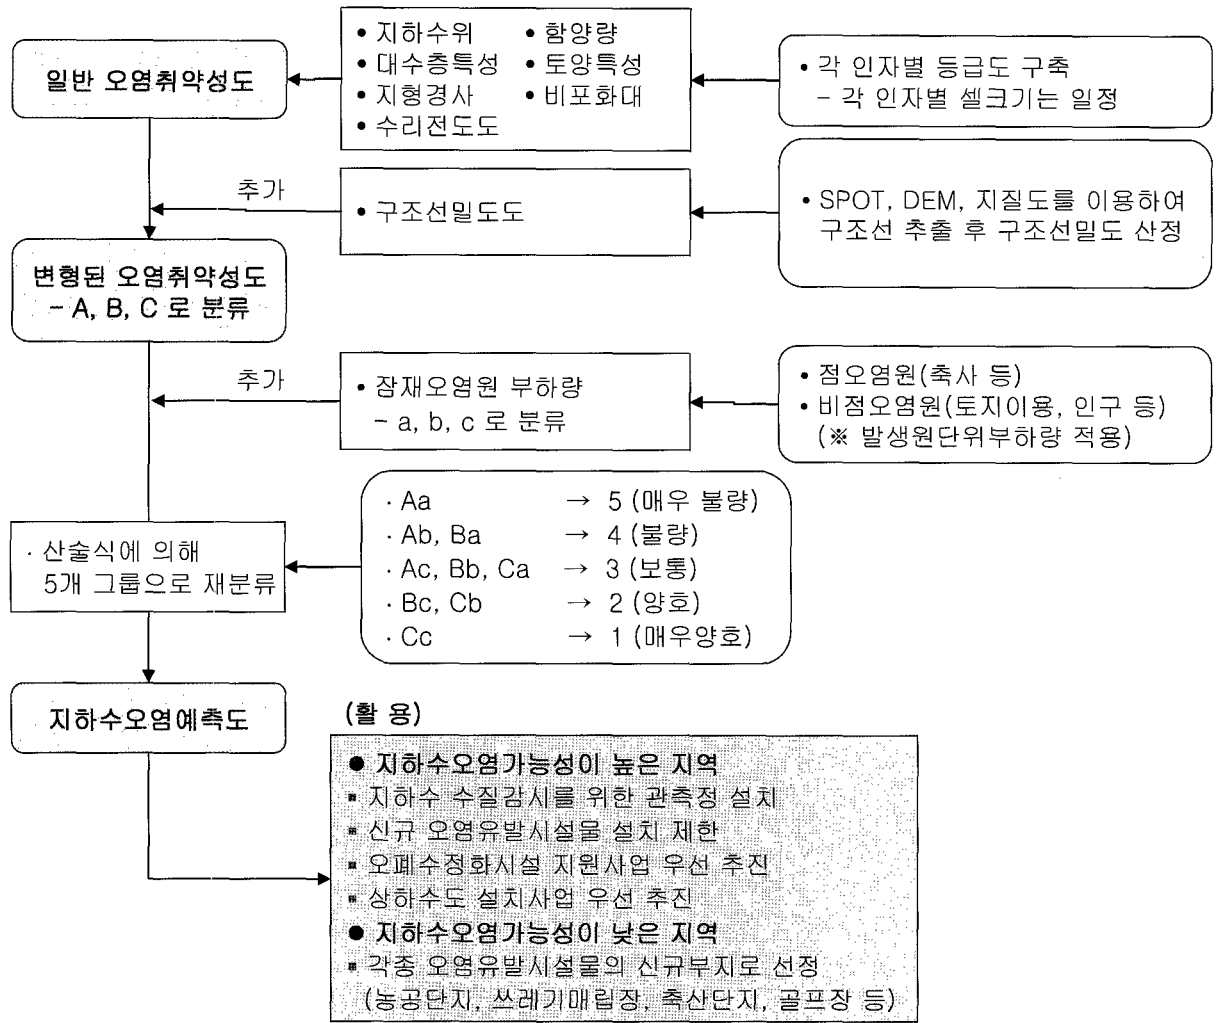 일반 오염취약성도
• 지하수위 • 함양량
• 대수층특성 • 토양특성
• 지형경사 • 비포화대
• 수리전도도
• 각 인자별 등급도 구축
– 각 인자별 셀크기는 일정
추가
• 구조선밀도도
• SPOT, DEM, 지질도를 이용하여
구조선 추출 후 구조선밀도 산정
변형된 오염취약성도
– A, B, C 로 분류
추가
• 잠재오염원 부하량
– a, b, c 로 분류
• 점오염원(축사 등)
• 비점오염원(토지이용, 인구 등)
(※ 발생원단위부하량 적용)
· 산술식에 의해
5개 그룹으로 재분류
· Aa → 5 (매우 불량)
· Ab, Ba → 4 (불량)
· Ac, Bb, Ca → 3 (보통)
· Bc, Cb → 2 (양호)
· Cc → 1 (매우양호)
지하수오염예측도
(활 용)
● 지하수오염가능성이 높은 지역
▪ 지하수 수질감시를 위한 관측정 설치
▪ 신규 오염유발시설물 설치 제한
▪ 오폐수정화시설 지원사업 우선 추진
▪ 상하수도 설치사업 우선 추진
● 지하수오염가능성이 낮은 지역
▪ 각종 오염유발시설물의 신규부지로 선정
(농공단지, 쓰레기매립장, 축산단지, 골프장 등)